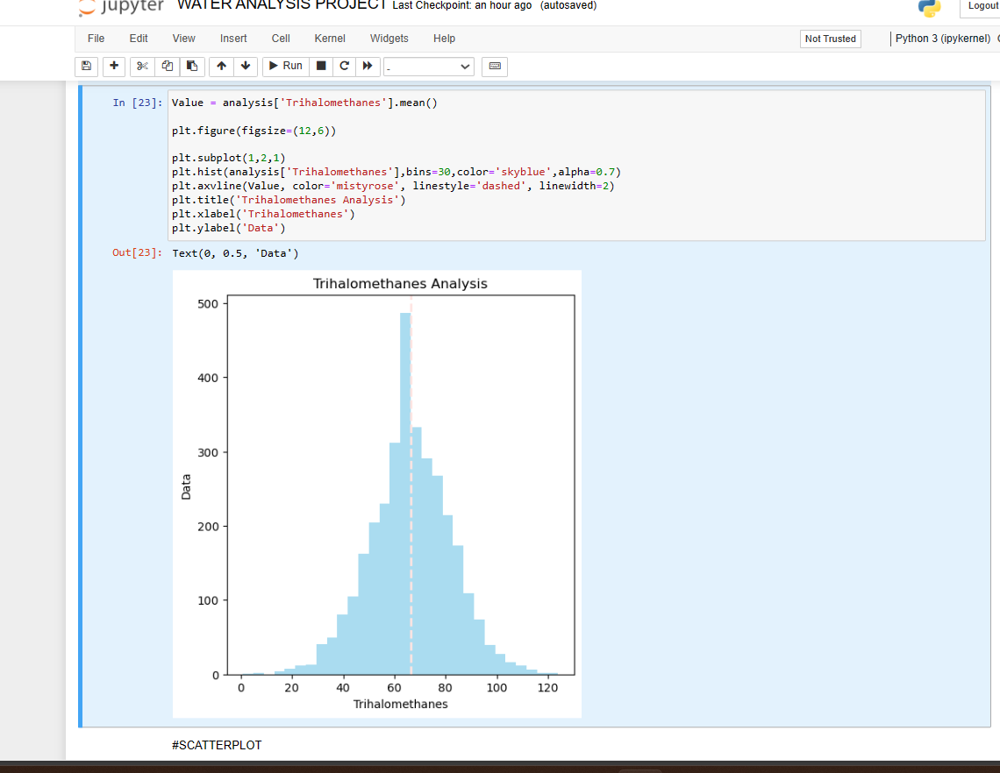 jupyter WATER ANALYSIS PROJECT Last Checkpoint: an hour ago (autosaved) Logout
File Edit View Insert Cell Kernel Widgets Help Not Trusted Python 3 (ipykernel)
Run -
In [23]: Value = analysis['Trihalomethanes'].mean()
plt.figure(figsize=(12,6))
plt.subplot(1,2,1)
plt.hist(analysis['Trihalomethanes'],bins=30,color='skyblue',alpha=0.7)
plt.axvline(Value, color='mistyrose', linestyle='dashed', linewidth=2)
plt.title('Trihalomethanes Analysis')
plt.xlabel('Trihalomethanes')
plt.ylabel('Data')
Out[23]: Text(0, 0.5, 'Data')
Trihalomethanes Analysis
500
400
300
Data
200
100
0
0 20 40 60 80 100 120
Trihalomethanes
#SCATTERPLOT